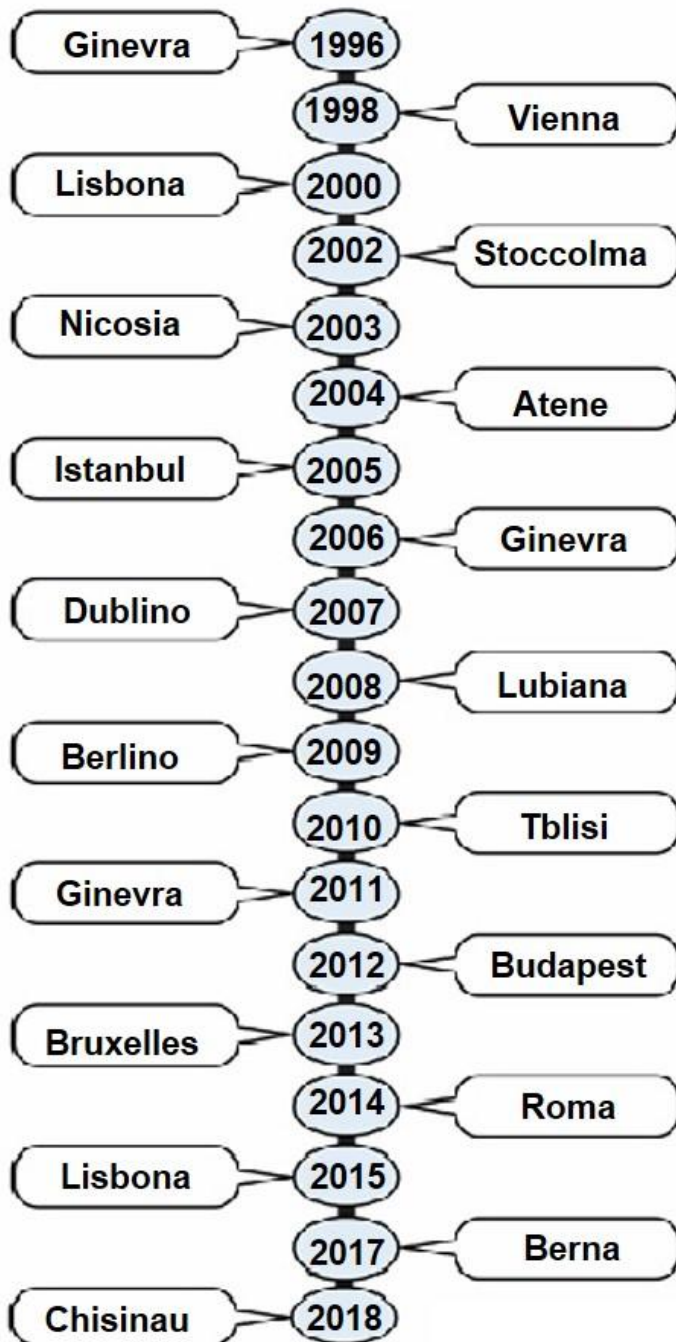 Ginevra 1996
1998 Vienna
Lisbona 2000
2002 Stoccolma
Nicosia 2003
2004 Atene
Istanbul 2005
2006 Ginevra
Dublino 2007
2008 Lubiana
Berlino 2009
2010 Tblisi
Ginevra 2011
2012 Budapest
Bruxelles 2013
2014 Roma
Lisbona 2015
2017 Berna
Chisinau 2018